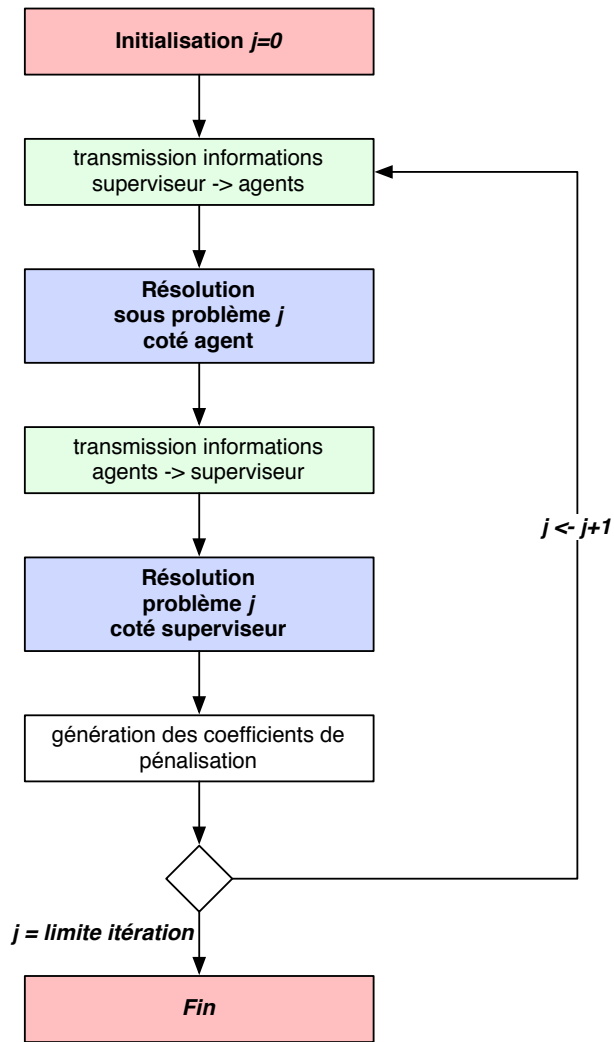 Initialisation j=0
transmission informations
superviseur -> agents
Résolution
sous problème j
coté agent
transmission informations
agents -> superviseur
j <- j+1
Résolution
problème j
coté superviseur
génération des coefficients de
pénalisation
j = limite itération
Fin